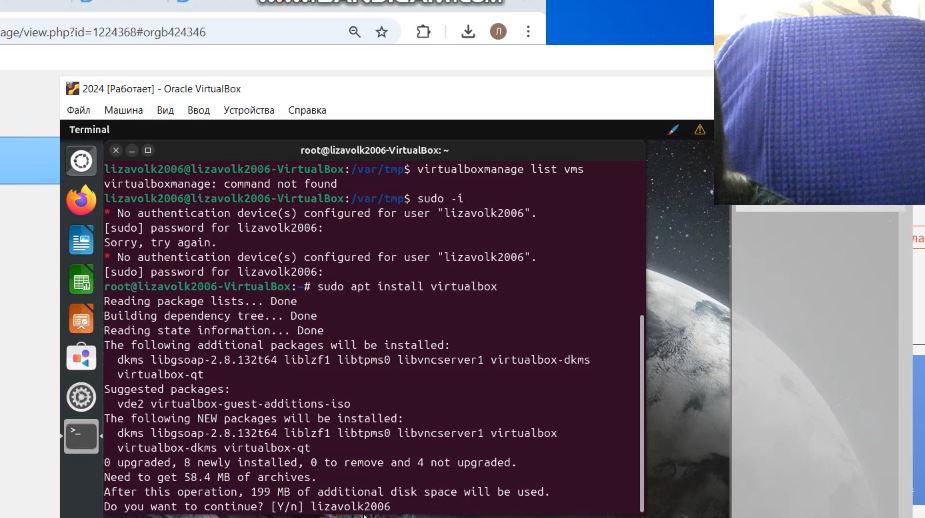 age/view.php?id=1224368#orgb424346
Л
2024 [Работает] - Oracle VirtualBox
Файл Машина Вид Ввод Устройства Справка
Terminal
root@lizavolk2006-VirtualBox: ~
lizavolk2006@lizavolk2006-VirtualBox:/var/tmp$ virtualboxmanage list vms
virtualboxmanage: command not found
lizavolk2006@lizavolk2006-VirtualBox:/var/tmp$ sudo -i
* No authentication device(s) configured for user "lizavolk2006".
[sudo] password for lizavolk2006:
Sorry, try again.
* No authentication device(s) configured for user "lizavolk2006".
[sudo] password for lizavolk2006:
root@lizavolk2006-VirtualBox:~# sudo apt install virtualbox
Reading package lists... Done
Building dependency tree... Done
Reading state information... Done
The following additional packages will be installed:
dkms libgsoap-2.8.132t64 liblzf1 libtpms0 libvncserver1 virtualbox-dkms
virtualbox-qt
Suggested packages:
vde2 virtualbox-guest-additions-iso
The following NEW packages will be installed:
dkms libgsoap-2.8.132t64 liblzf1 libtpms0 libvncserver1 virtualbox
virtualbox-dkms virtualbox-qt
0 upgraded, 8 newly installed, 0 to remove and 4 not upgraded.
Need to get 58.4 MB of archives.
After this operation, 199 MB of additional disk space will be used.
Do you want to continue? [Y/n] lizavolk2006